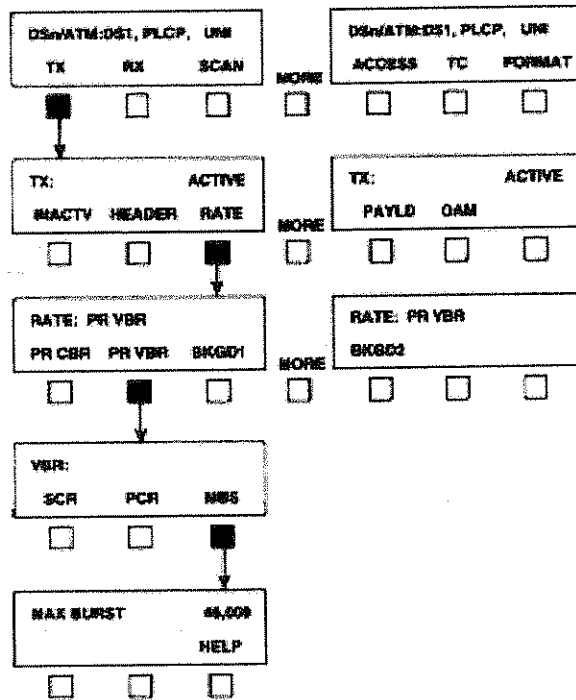 DSn/ATM:DS1, PLCP, UNI
TX RX SCAN
MORE
DSn/ATM:DS1, PLCP, UNI
ACCESS TC FORMAT
TX: ACTIVE
INACTV HEADER RATE
MORE
TX: ACTIVE
PAYLD OAM
RATE: PR VBR
PR CBR PR VBR BKGD1
MORE
RATE: PR VBR
BKGD2
VBR:
SCR PCR MBS
MAX BURST
HELP